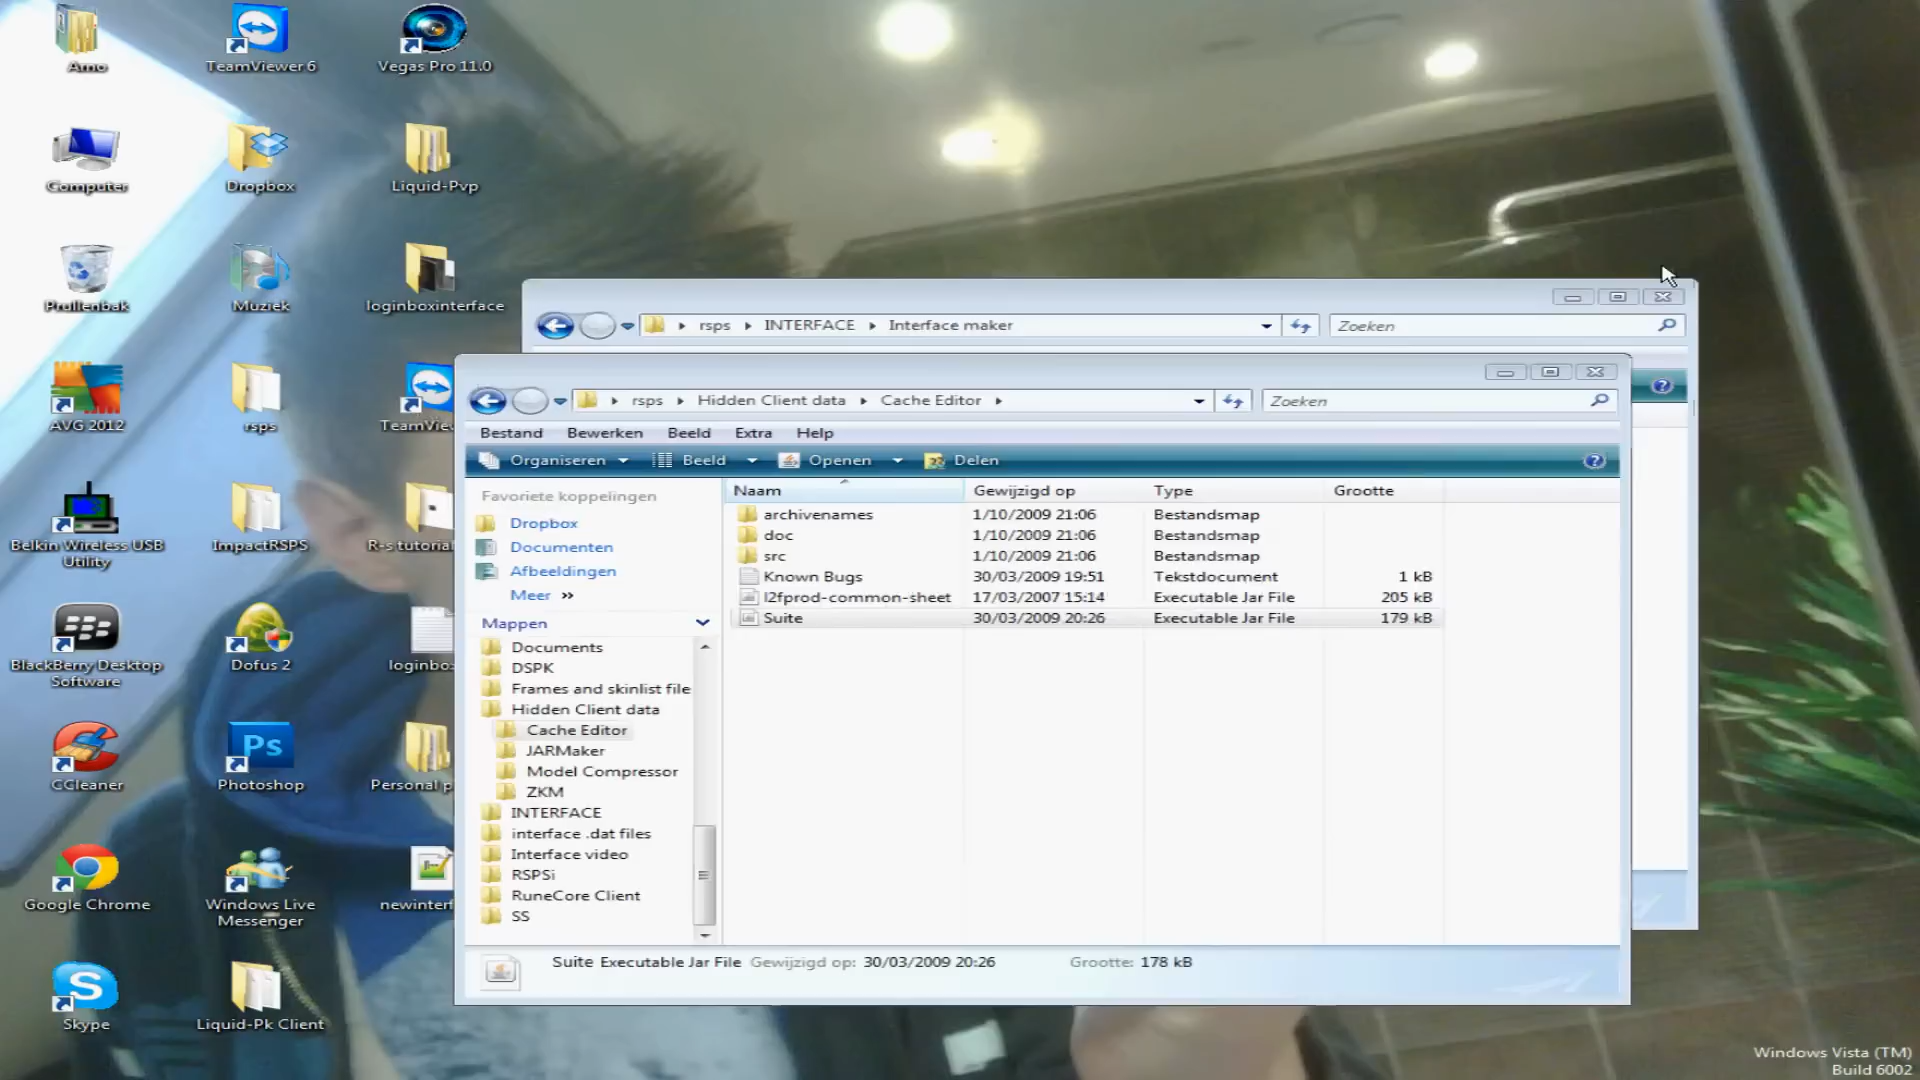 Arno
TeamViewer 6
Vegas Pro 11.0
Computer
Dropbox
Liquid-Pvp
Prullenbak
Muziek
loginboxinterface
AVG 2012
rsps
TeamVie
Belkin Wireless USB
Utility
ImpactRSPS
R-s tutorial
BlackBerry Desktop
Software
Dofus 2
loginbo
CCleaner
Ps
Photoshop
Personal p
Google Chrome
Windows Live
Messenger
newinterf
Skype
Liquid-Pk Client
rsps INTERFACE Interface maker
Zoeken
rsps Hidden Client data Cache Editor
Zoeken
Bestand Bewerken Beeld Extra Help
Organiseren Beeld Openen Delen
Favoriete koppelingen
Dropbox
Documenten
Afbeeldingen
Meer »
Mappen
Documents
DSPK
Frames and skinlist file
Hidden Client data
Cache Editor
JARMaker
Model Compressor
ZKM
INTERFACE
interface .dat files
Interface video
RSPSi
RuneCore Client
SS
Naam Gewijzigd op Type Grootte
archivenames 1/10/2009 21:06 Bestandsmap
doc 1/10/2009 21:06 Bestandsmap
src 1/10/2009 21:06 Bestandsmap
Known Bugs 30/03/2009 19:51 Tekstdocument 1 kB
l2fprod-common-sheet 17/03/2007 15:14 Executable Jar File 205 kB
Suite 30/03/2009 20:26 Executable Jar File 179 kB
Suite Executable Jar File Gewijzigd op: 30/03/2009 20:26 Grootte: 178 kB
Windows Vista (TM)
Build 6002